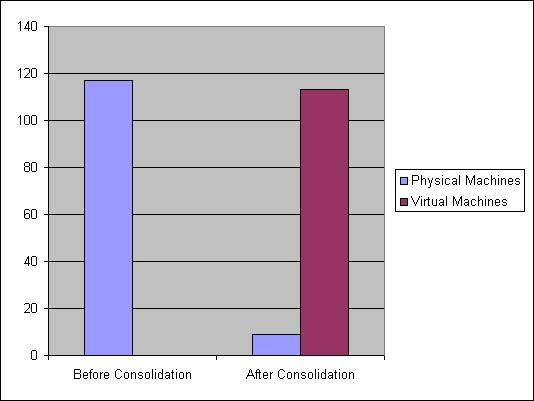 140
120
100
80
60
40
20
0
Before Consolidation
After Consolidation
Physical Machines
Virtual Machines